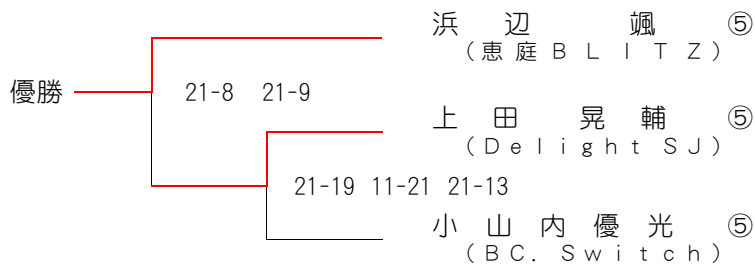 浜辺 颯 ⑤
(恵庭BLITZ)
優勝
21-8 21-9
上田 晃輔 ⑤
(Delight SJ)
21-19 11-21 21-13
小山内優光 ⑤
(BC. Switch)